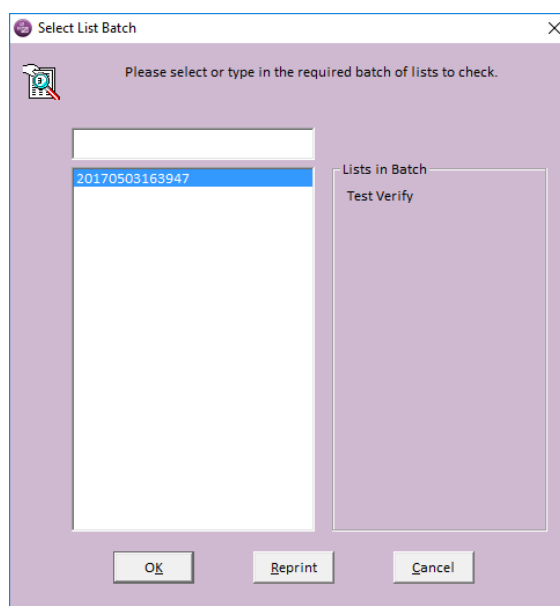 Select List Batch
Please select or type in the required batch of lists to check.
20170503163947
Lists in Batch
Test Verify
OK
Reprint
Cancel